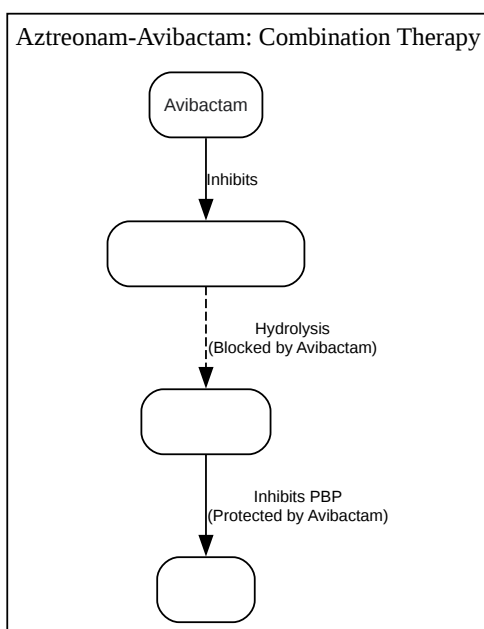 Aztreonam-Avibactam: Combination Therapy
Avibactam
Inhibits
Hydrolysis
(Blocked by Avibactam)
Inhibits PBP
(Protected by Avibactam)